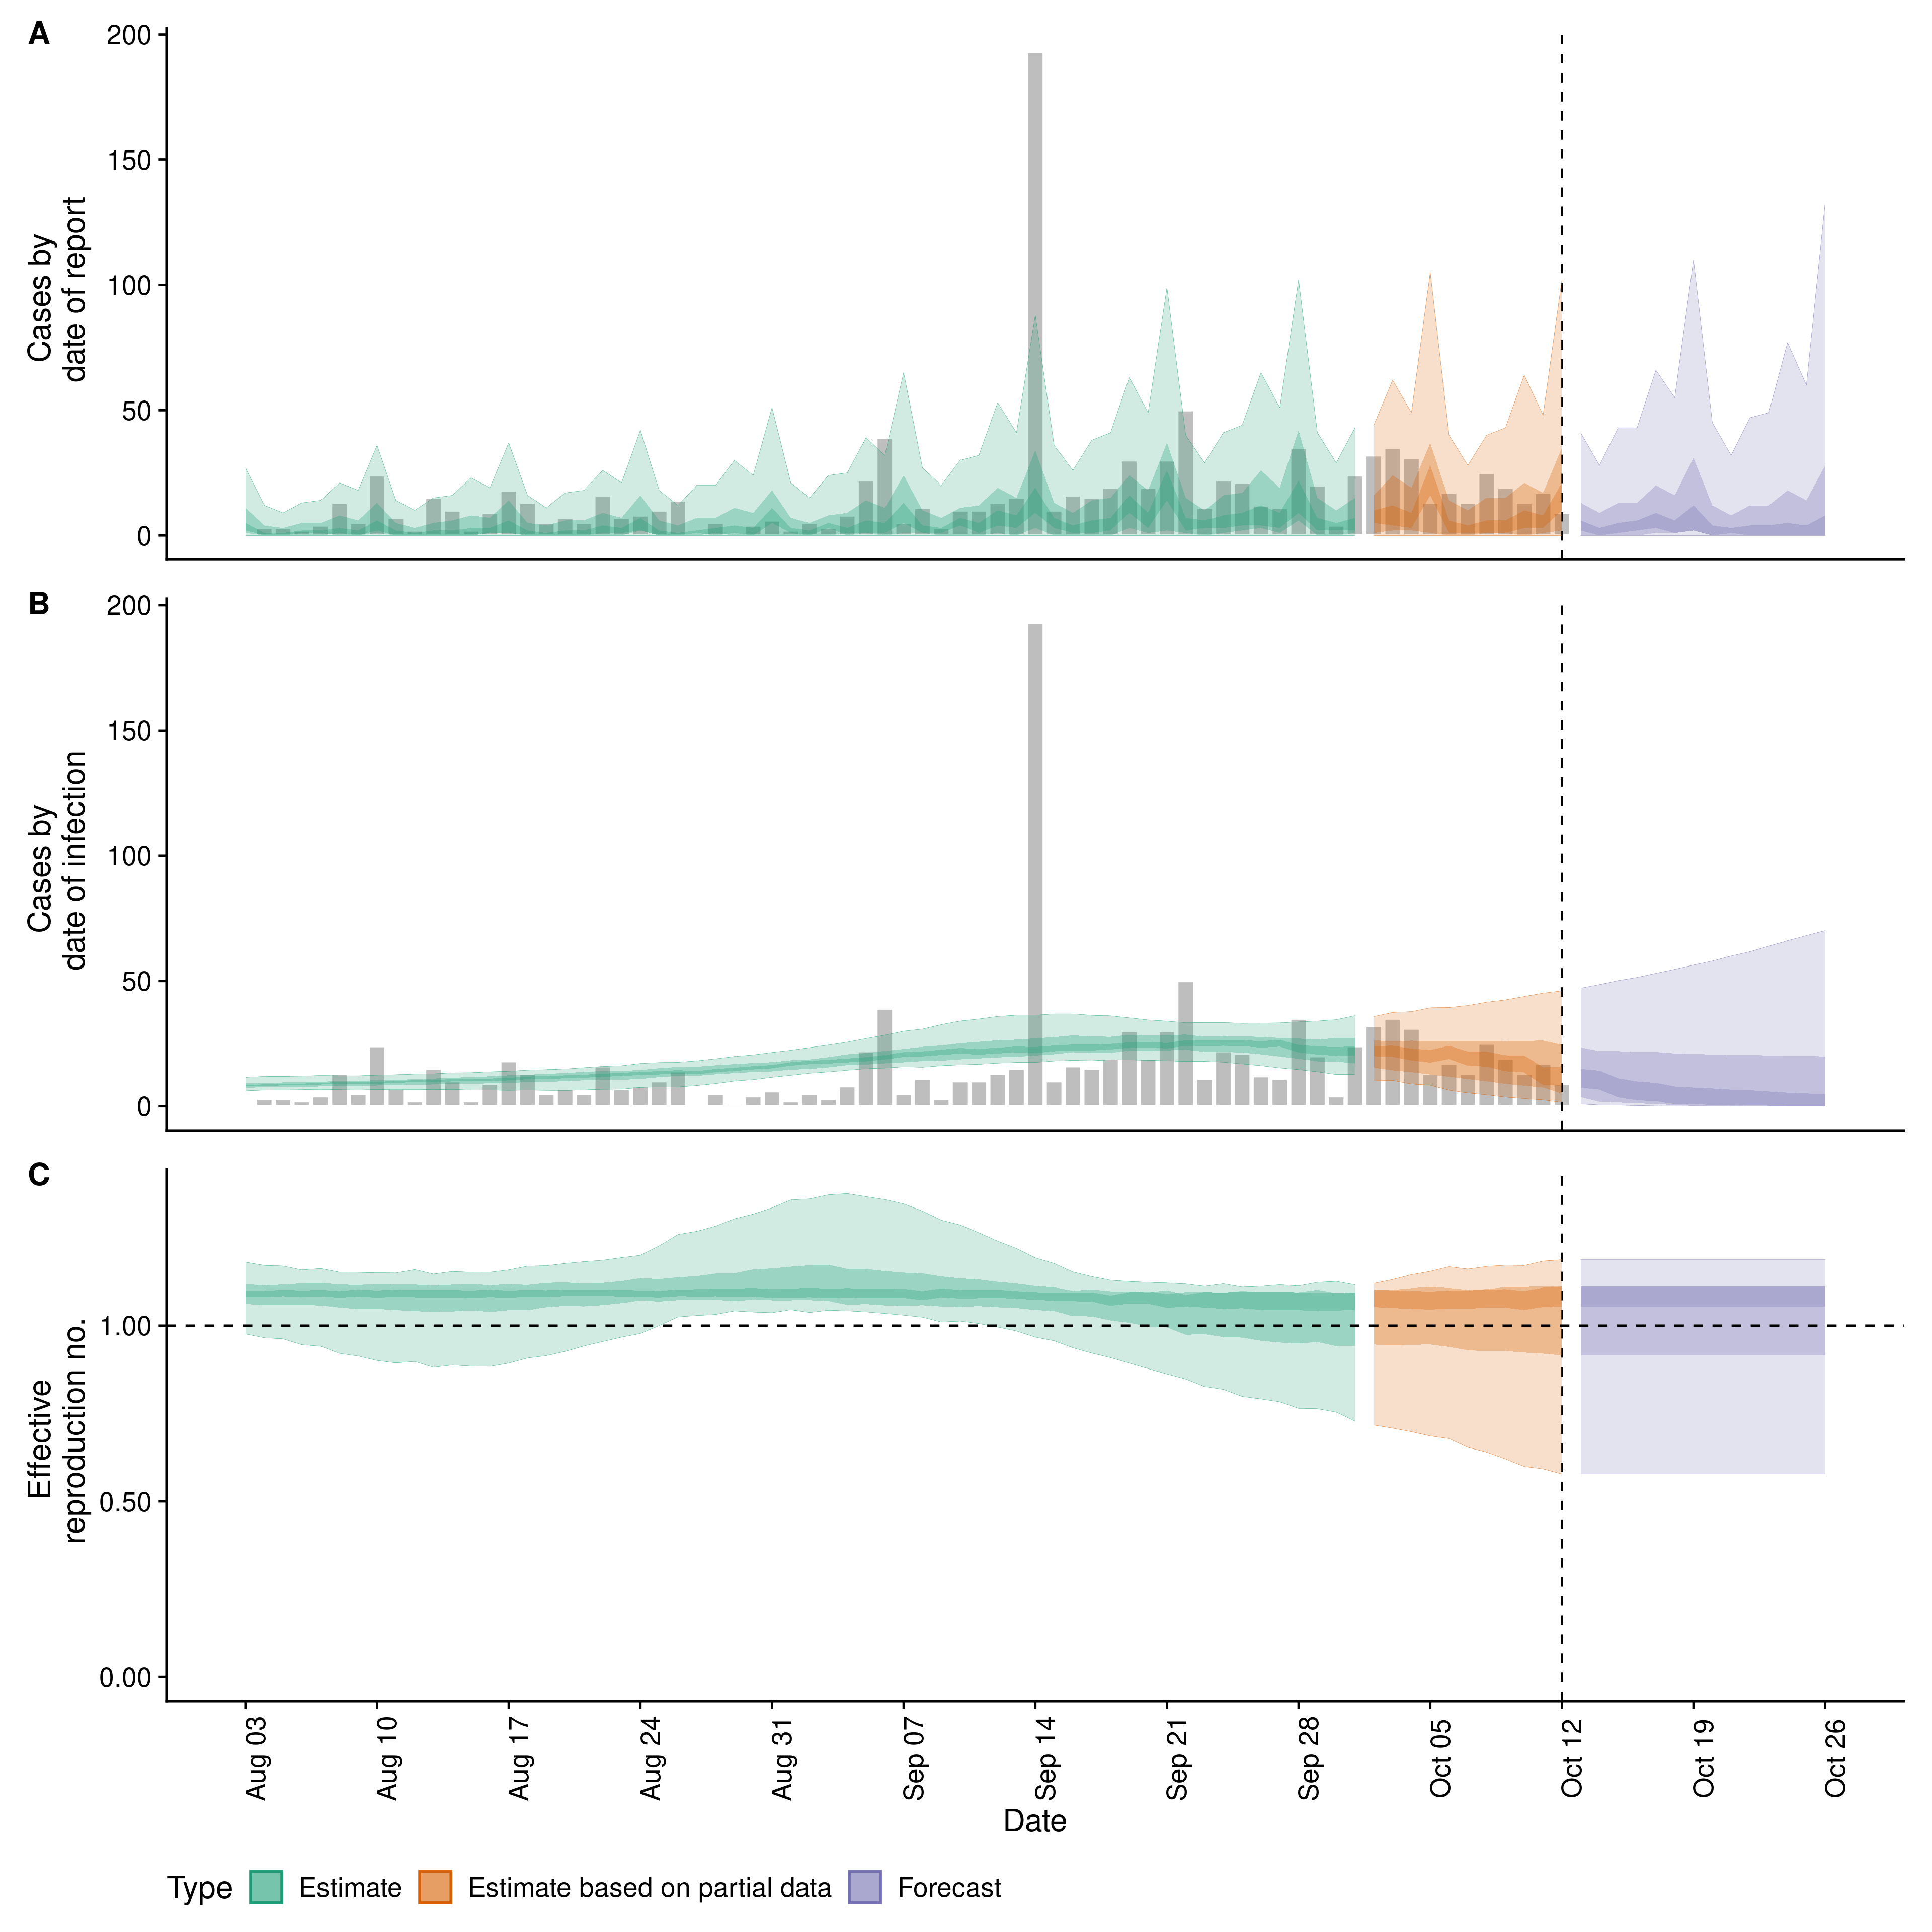 A
200
150
100
50
0
Cases by
date of report
B
200
150
100
50
0
Cases by
date of infection
C
1.00
0.50
0.00
Effective
reproduction no.
Aug 03
Aug 10
Aug 17
Aug 24
Aug 31
Sep 07
Sep 14
Sep 21
Sep 28
Oct 05
Oct 12
Oct 19
Oct 26
Date
Type Estimate Estimate based on partial data Forecast